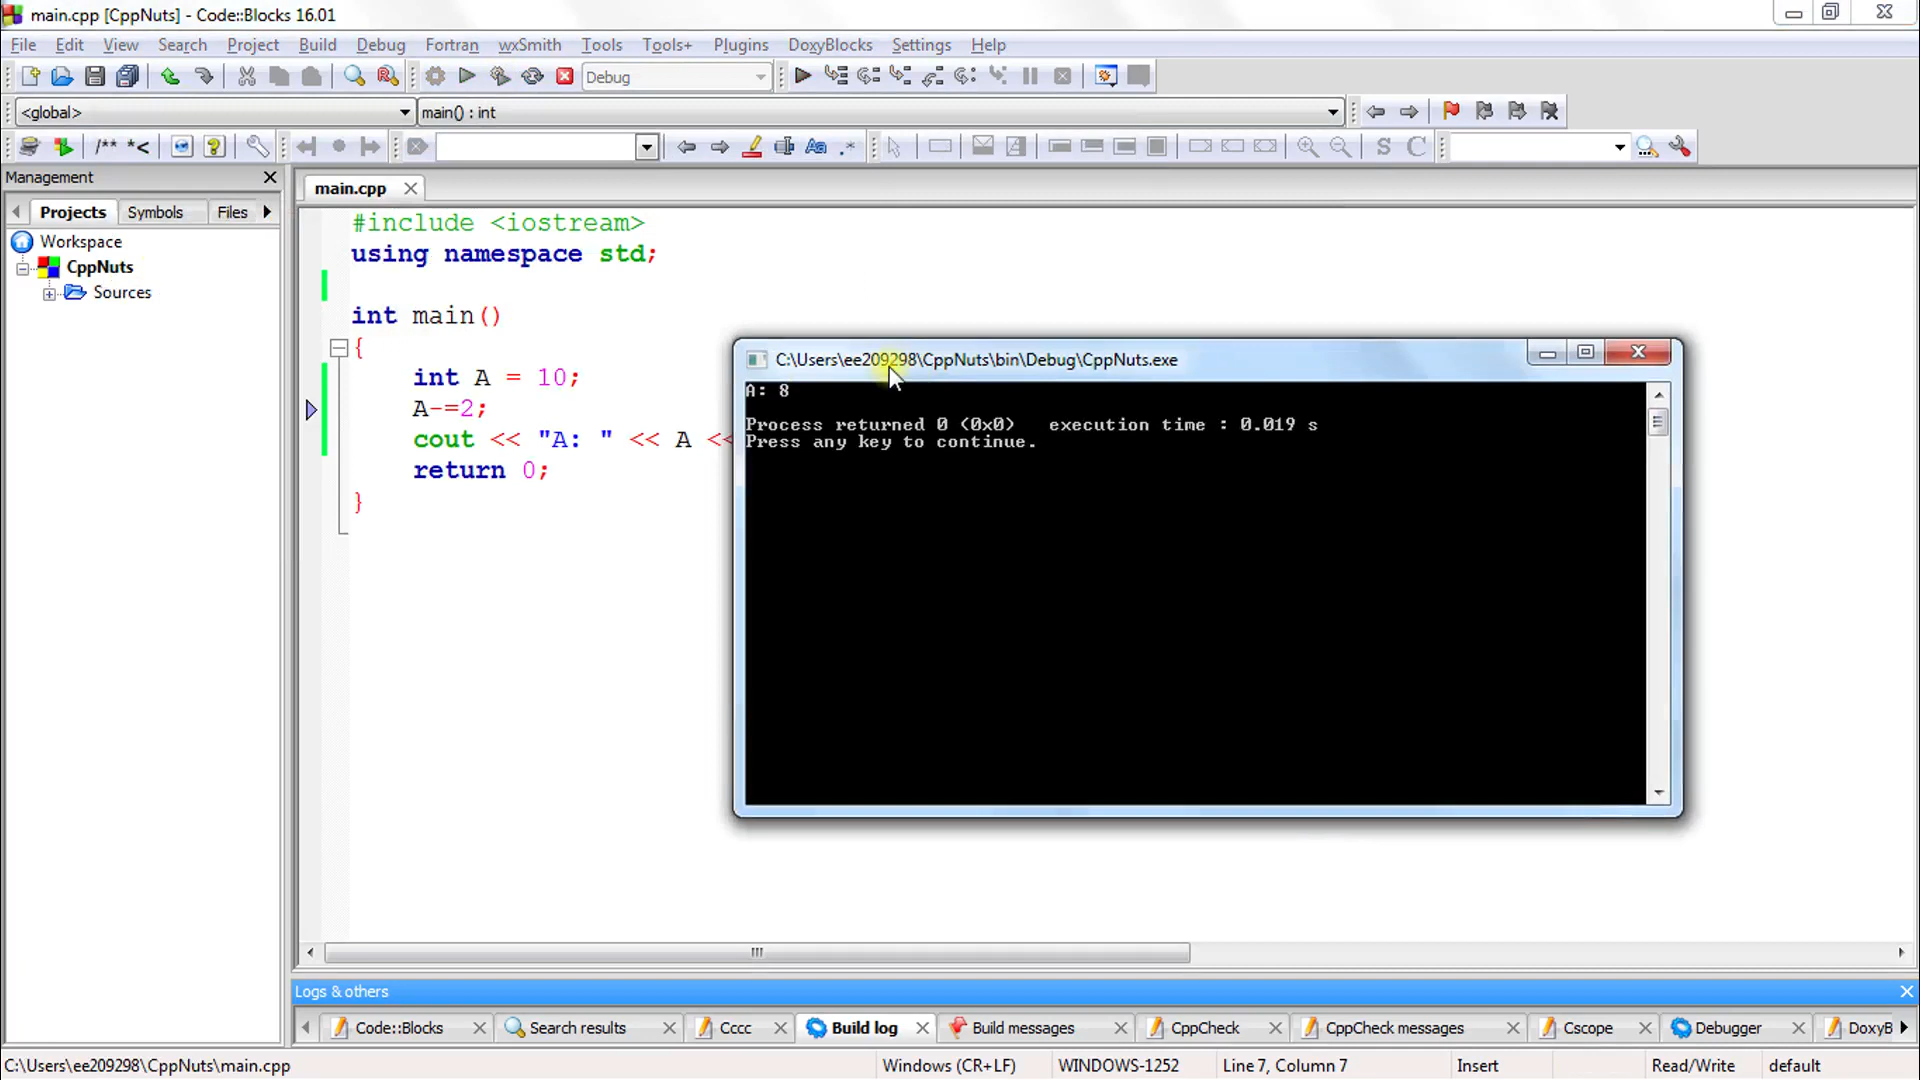 main.cpp [CppNuts] - Code::Blocks 16.01
File Edit View Search Project Build Debug Fortran wxSmith Tools Tools+ Plugins DoxyBlocks Settings Help
Debug
<global> main() : int
/** *< Aa .* S C
Management
main.cpp
Projects Symbols Files
Workspace
CppNuts
Sources
#include <iostream>
using namespace std;
int main()
{
int A = 10;
A-=2;
cout << "A: " << A <<
return 0;
}
C:\Users\ee209298\CppNuts\bin\Debug\CppNuts.exe
A: 8
Process returned 0 (0x0)   execution time : 0.019 s
Press any key to continue.
Logs & others
Code::Blocks Search results Cccc Build log Build messages CppCheck CppCheck messages Cscope Debugger DoxyB
C:\Users\ee209298\CppNuts\main.cpp Windows (CR+LF) WINDOWS-1252 Line 7, Column 7 Insert Read/Write default